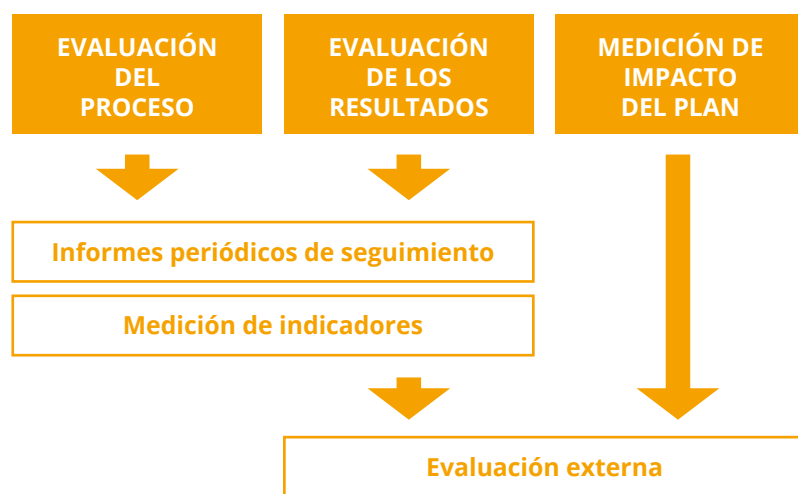 EVALUACIÓN
DEL
PROCESO
EVALUACIÓN
DE LOS
RESULTADOS
MEDICIÓN DE
IMPACTO
DEL PLAN
Informes periódicos de seguimiento
Medición de indicadores
Evaluación externa